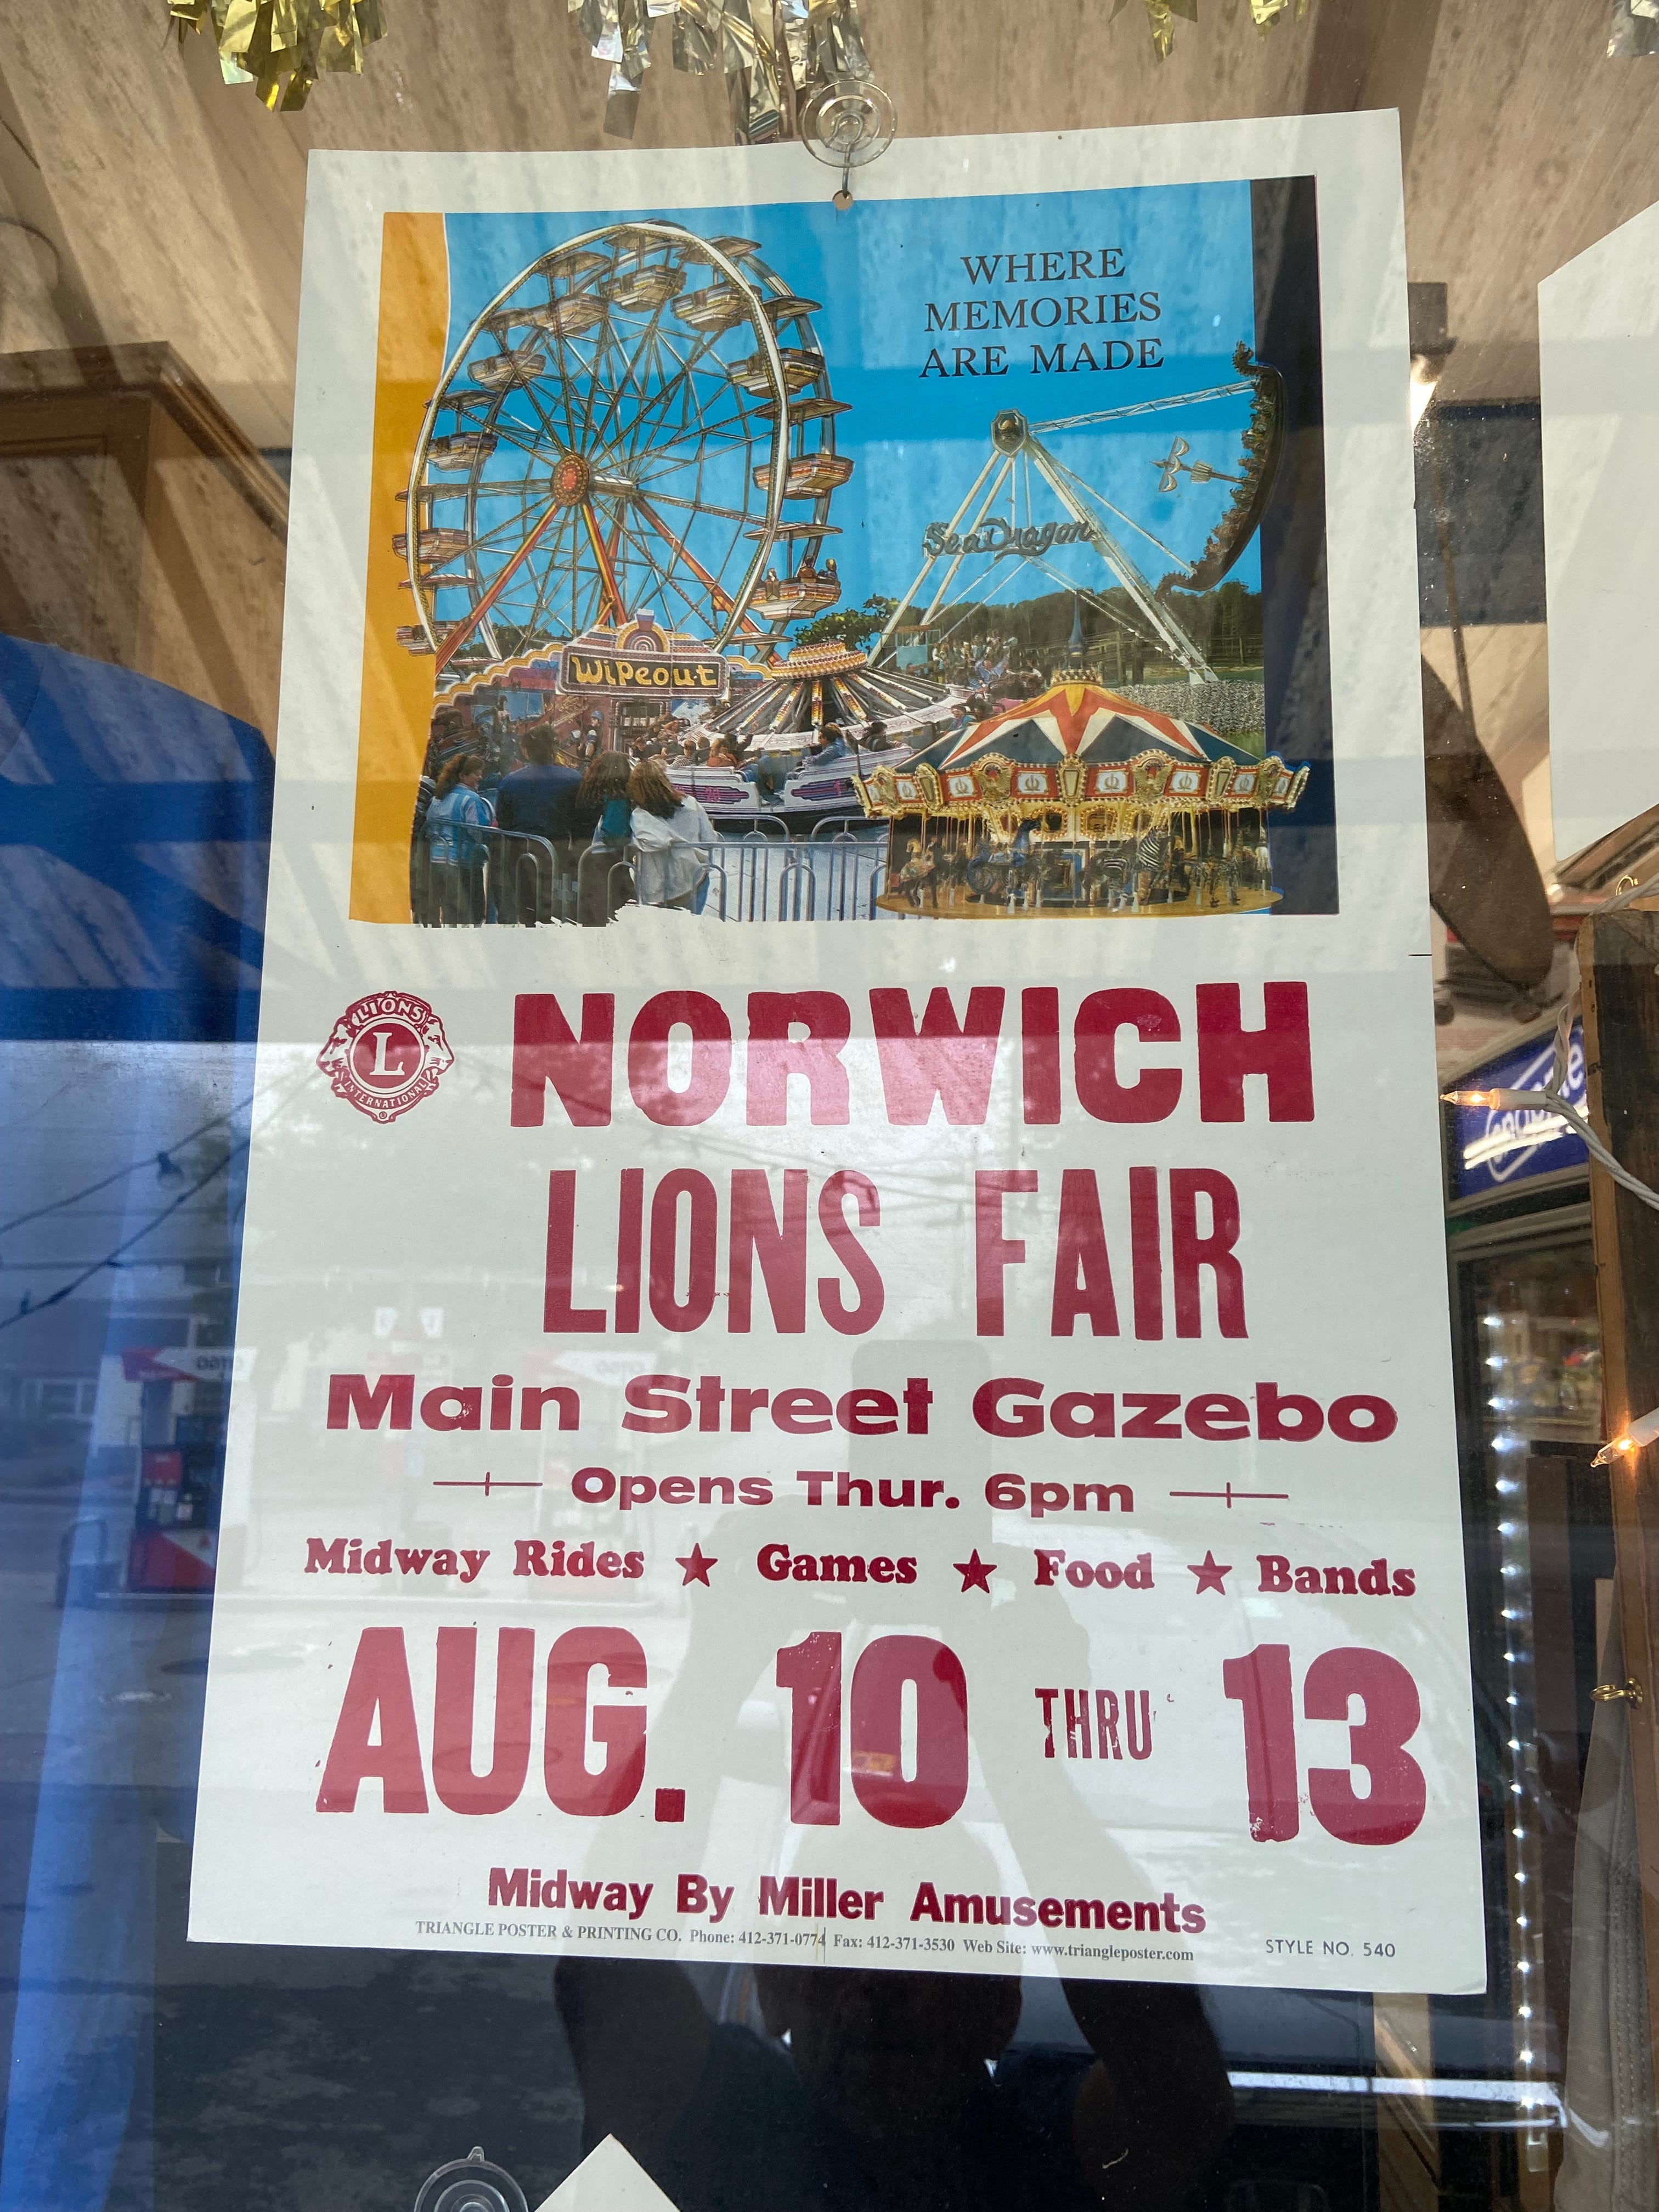 WHERE
MEMORIES
ARE MADE
SeaDragon
Wipeout
LIONS
L
INTERNATIONAL
®
NORWICH
LIONS FAIR
Main Street Gazebo
Opens Thur. 6pm
Midway Rides ★ Games ★ Food ★ Bands
AUG. 10 THRU 13
Midway By Miller Amusements
TRIANGLE POSTER & PRINTING CO. Phone: 412-371-0774 Fax: 412-371-3530 Web Site: www.triangleposter.com
STYLE NO. 540